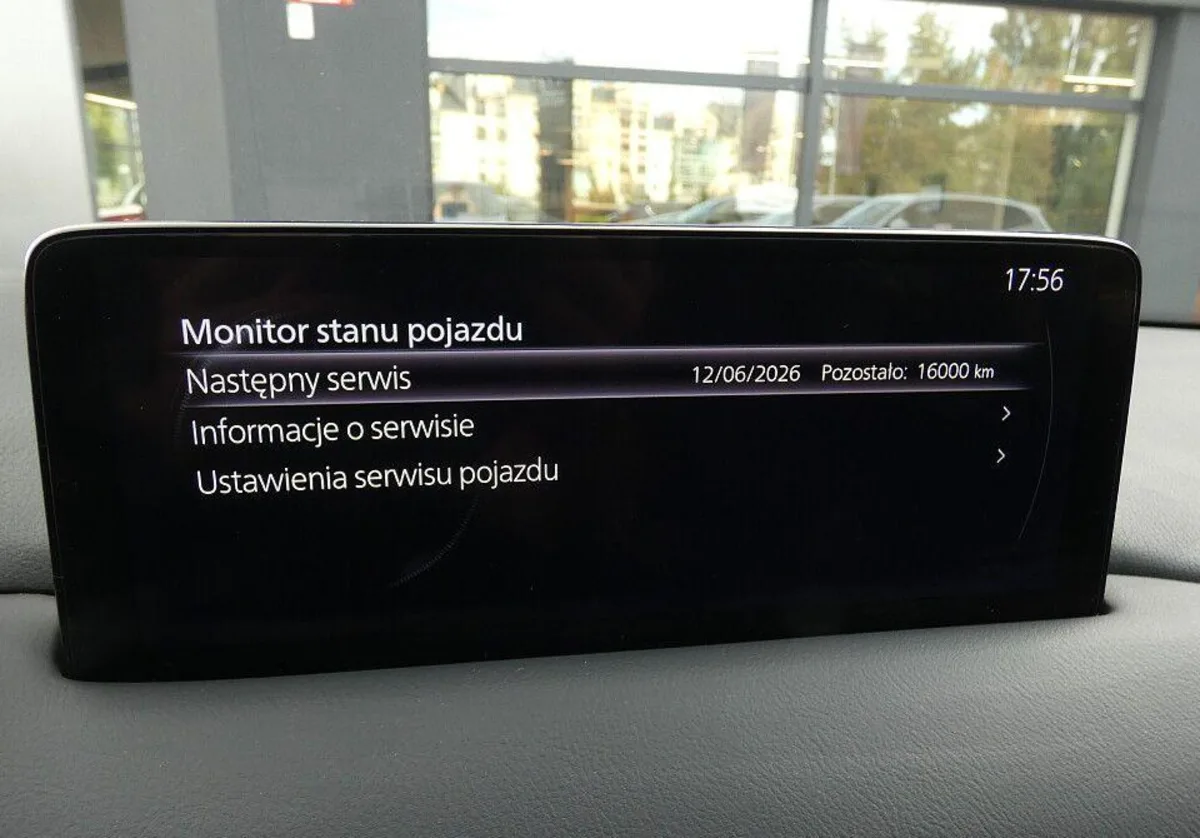 17:56
Monitor stanu pojazdu
Następny serwis 12/06/2026 Pozostało: 16000 km
Informacje o serwisie
Ustawienia serwisu pojazdu